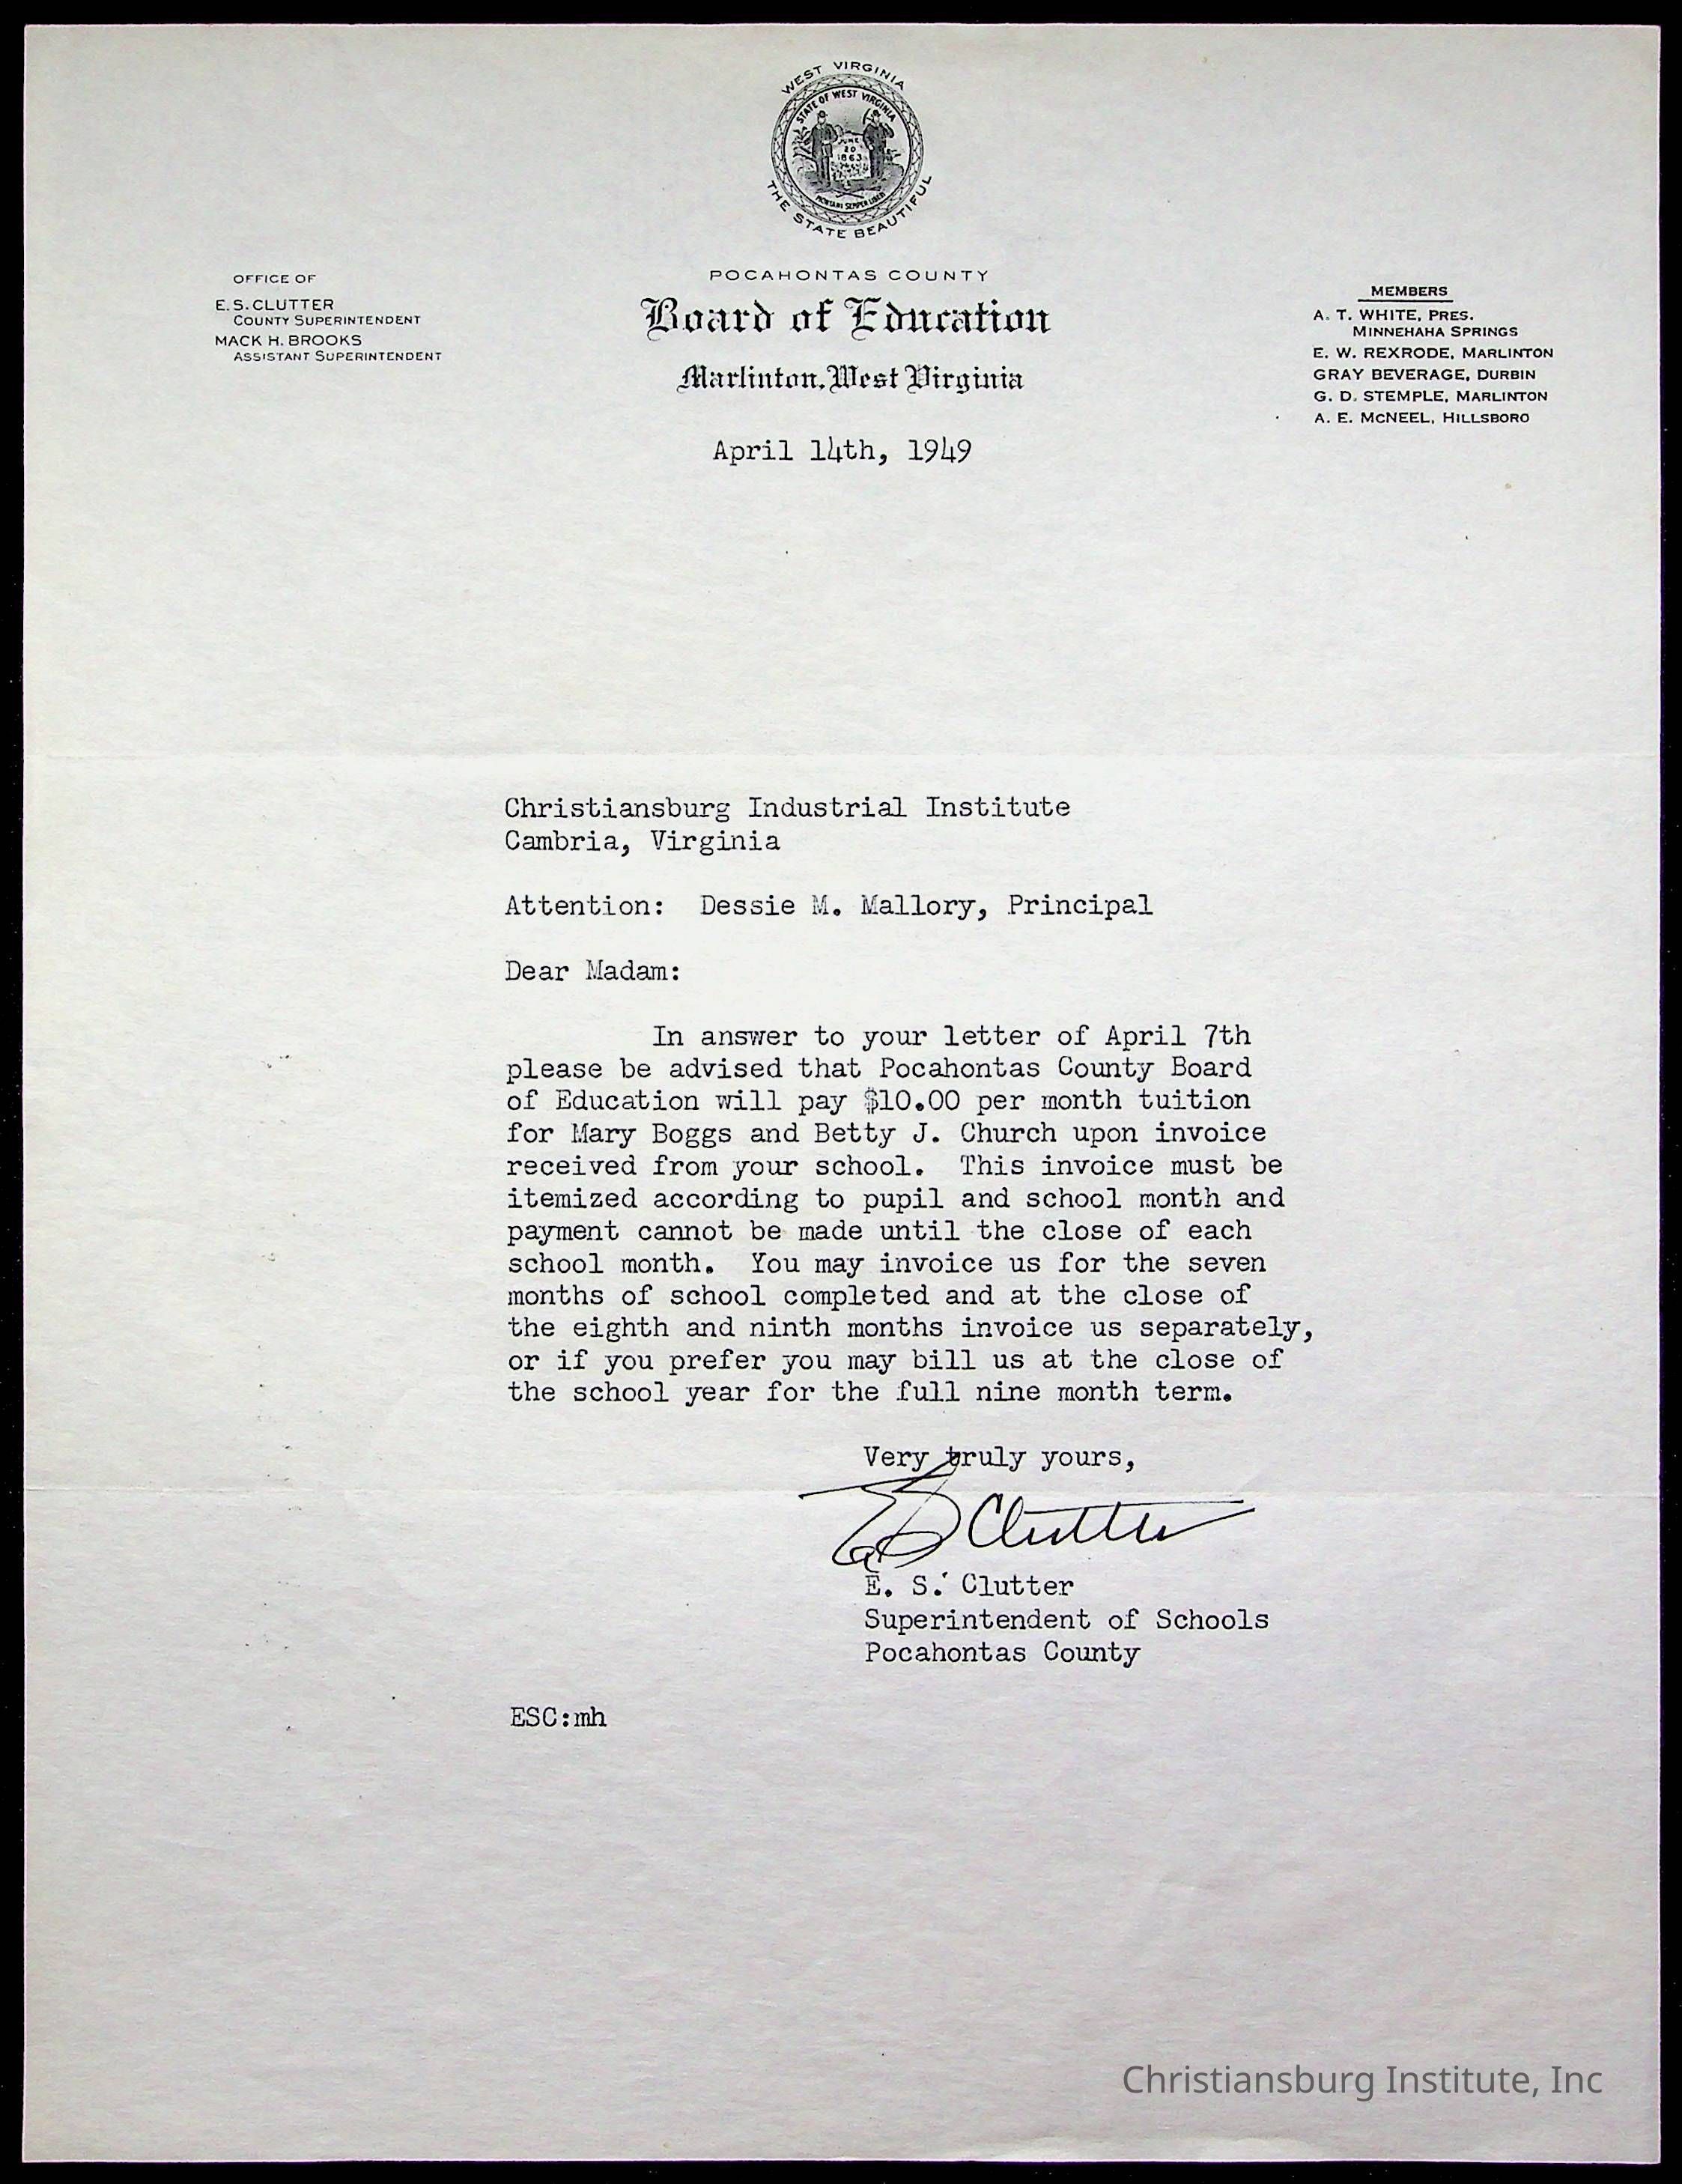 WEST VIRGINIA
STATE OF WEST VIRGINIA
JUNE
20
1863
MONTANI SEMPER LIBERI
THE STATE BEAUTIFUL
OFFICE OF
E. S. CLUTTER
COUNTY SUPERINTENDENT
MACK H. BROOKS
ASSISTANT SUPERINTENDENT
POCAHONTAS COUNTY
Board of Education
Marlinton, West Virginia
MEMBERS
A. T. WHITE, PRES.
MINNEHAHA SPRINGS
E. W. REXRODE, MARLINTON
GRAY BEVERAGE, DURBIN
G. D. STEMPLE, MARLINTON
A. E. MCNEEL, HILLSBORO
April 14th, 1949
Christiansburg Industrial Institute
Cambria, Virginia
Attention: Dessie M. Mallory, Principal
Dear Madam:
In answer to your letter of April 7th
please be advised that Pocahontas County Board
of Education will pay $10.00 per month tuition
for Mary Boggs and Betty J. Church upon invoice
received from your school. This invoice must be
itemized according to pupil and school month and
payment cannot be made until the close of each
school month. You may invoice us for the seven
months of school completed and at the close of
the eighth and ninth months invoice us separately,
or if you prefer you may bill us at the close of
the school year for the full nine month term.
Very truly yours,
ES Clutter
E. S. Clutter
Superintendent of Schools
Pocahontas County
ESC:mh
Christiansburg Institute, Inc